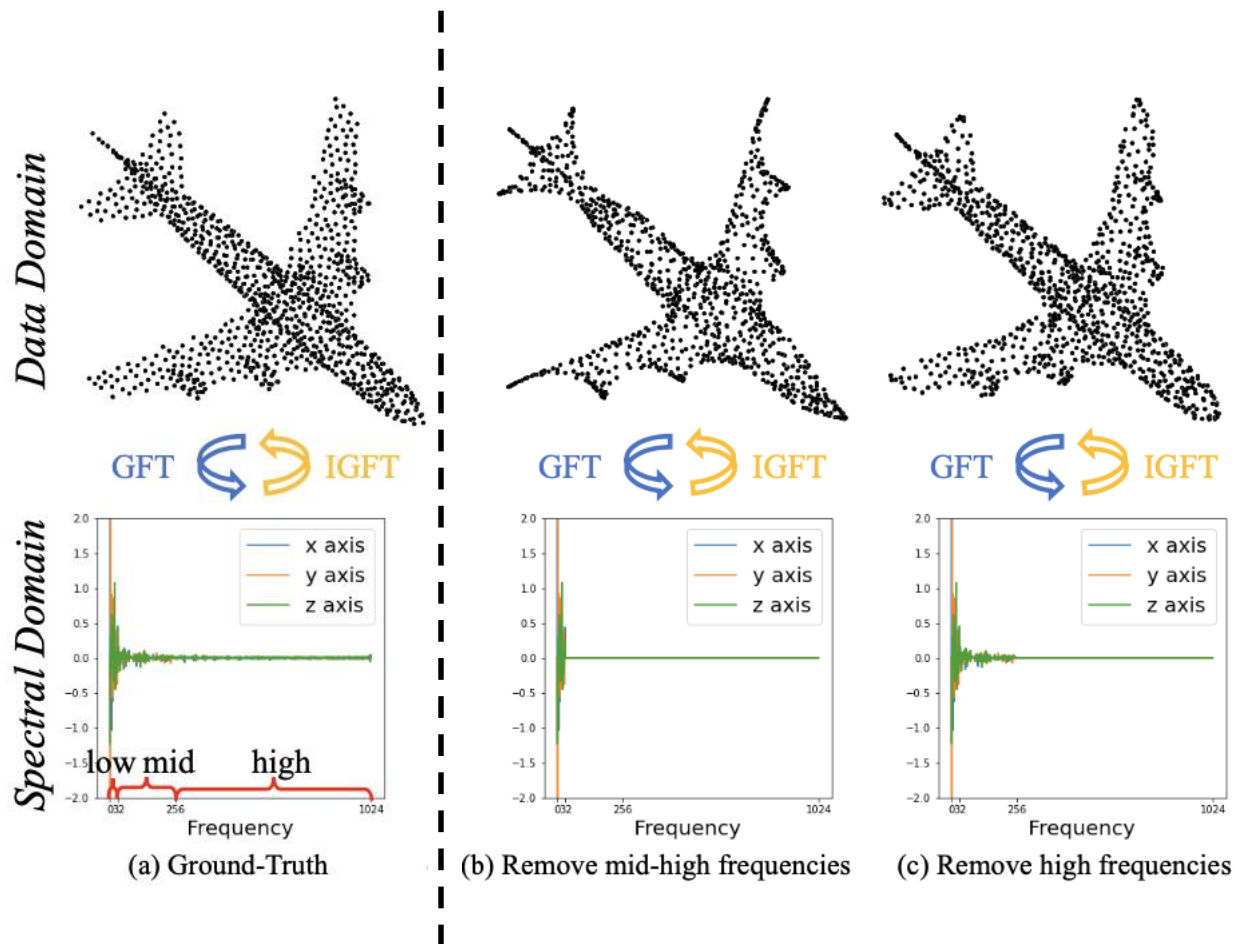 Data Domain
GFT IGFT
GFT IGFT
GFT IGFT
Spectral Domain
2.0
1.5
1.0
0.5
0.0
−0.5
−1.0
−1.5
−2.0
x axis
y axis
z axis
low mid high
032 256 1024
Frequency
2.0
1.5
1.0
0.5
0.0
−0.5
−1.0
−1.5
−2.0
x axis
y axis
z axis
032 256 1024
Frequency
2.0
1.5
1.0
0.5
0.0
−0.5
−1.0
−1.5
−2.0
x axis
y axis
z axis
032 256 1024
Frequency
(a) Ground-Truth
(b) Remove mid-high frequencies
(c) Remove high frequencies